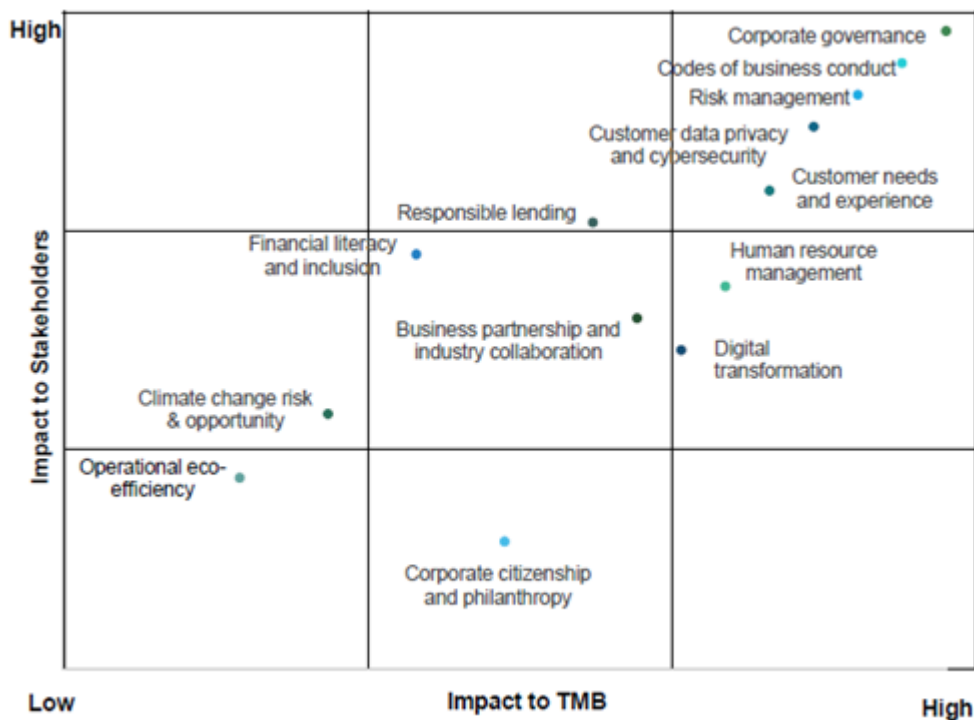 High
Corporate governance
Codes of business conduct
Risk management
Customer data privacy
and cybersecurity
Customer needs
and experience
Responsible lending
Financial literacy
and inclusion
Human resource
management
Business partnership and
industry collaboration
Digital
transformation
Climate change risk
& opportunity
Operational eco-
efficiency
Corporate citizenship
and philanthropy
Impact to Stakeholders
Low
Impact to TMB
High